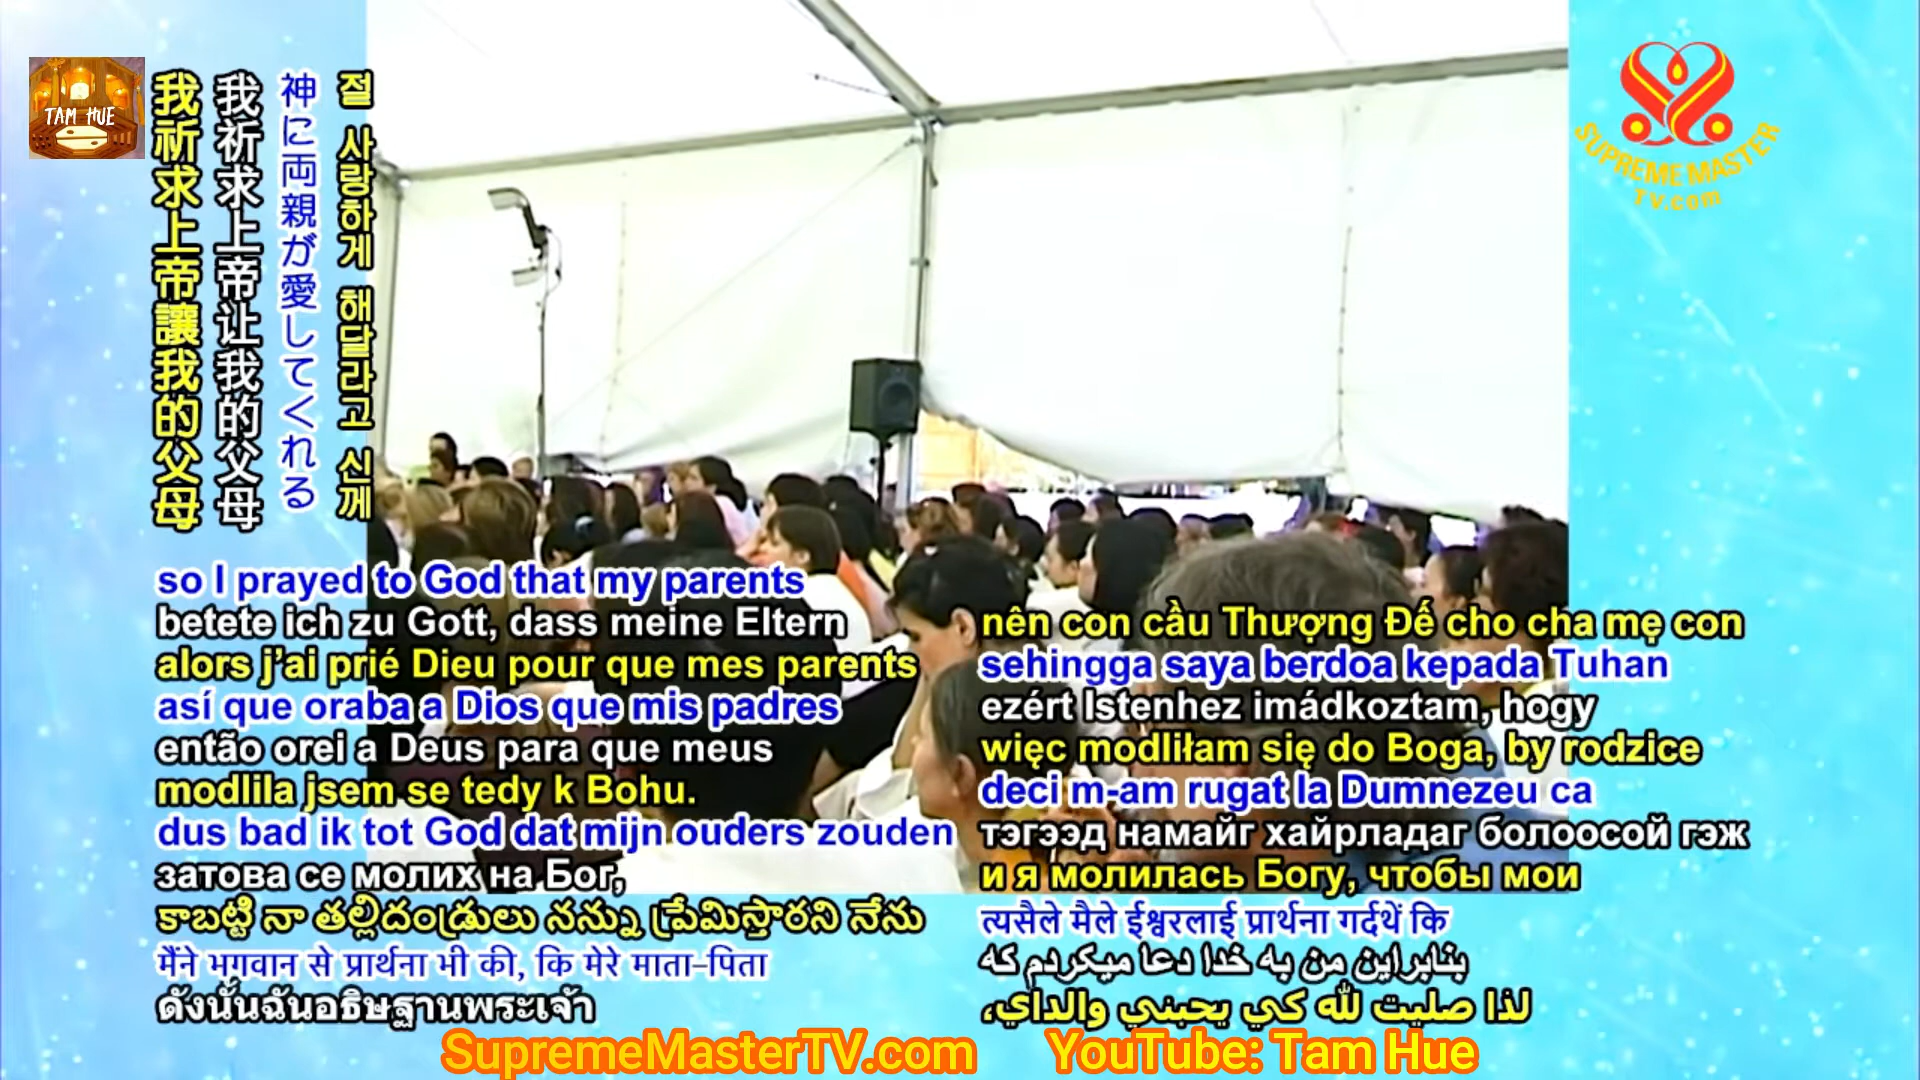 TAM HUE
我祈求上帝讓我的父母
我祈求上帝让我的父母
神に両親が愛してくれる
절 사랑하게 해달라고 신께
SUPREME MASTER
TV.com
so I prayed to God that my parents
betete ich zu Gott, dass meine Eltern
alors j'ai prié Dieu pour que mes parents
así que oraba a Dios que mis padres
então orei a Deus para que meus
modlila jsem se tedy k Bohu.
dus bad ik tot God dat mijn ouders zouden
затова се молих на Бог,
కాబట్టి నా తల్లిదండ్రులు నన్ను ప్రేమిస్తారని నేను
मैंने भगवान से प्रार्थना भी की, कि मेरे माता-पिता
ดังนั้นฉันอธิษฐานพระเจ้า
nên con cầu Thượng Đế cho cha mẹ con
sehingga saya berdoa kepada Tuhan
ezért Istenhez imádkoztam, hogy
więc modliłam się do Boga, by rodzice
deci m-am rugat la Dumnezeu ca
тэгээд намайг хайрладаг болоосой гэж
и я молилась Богу, чтобы мои
त्यसैले मैले ईश्वरलाई प्रार्थना गर्दथें कि
بنابراین من به خدا دعا میکردم که
لذا صليت لله كي يحبني والداي،
SupremeMasterTV.com YouTube: Tam Hue